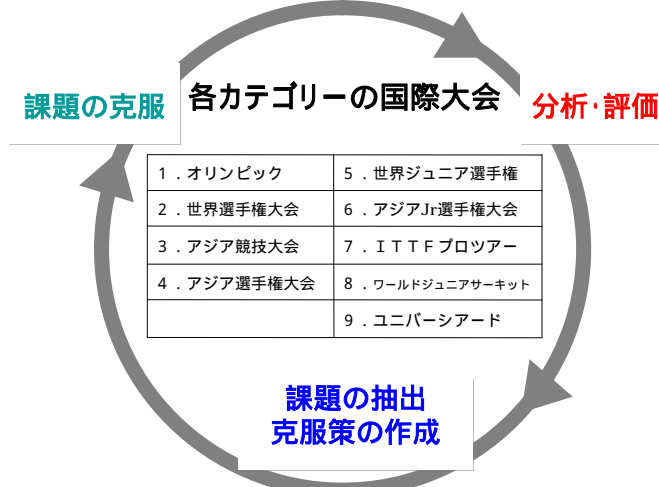 各カテゴリーの国際大会
課題の克服
分析・評価
1．オリンピック
5．世界ジュニア選手権
2．世界選手権大会
6．アジアJr選手権大会
3．アジア競技大会
7．ＩＴＴＦプロツアー
4．アジア選手権大会
8．ワールドジュニアサーキット
9．ユニバーシアード
課題の抽出
克服策の作成